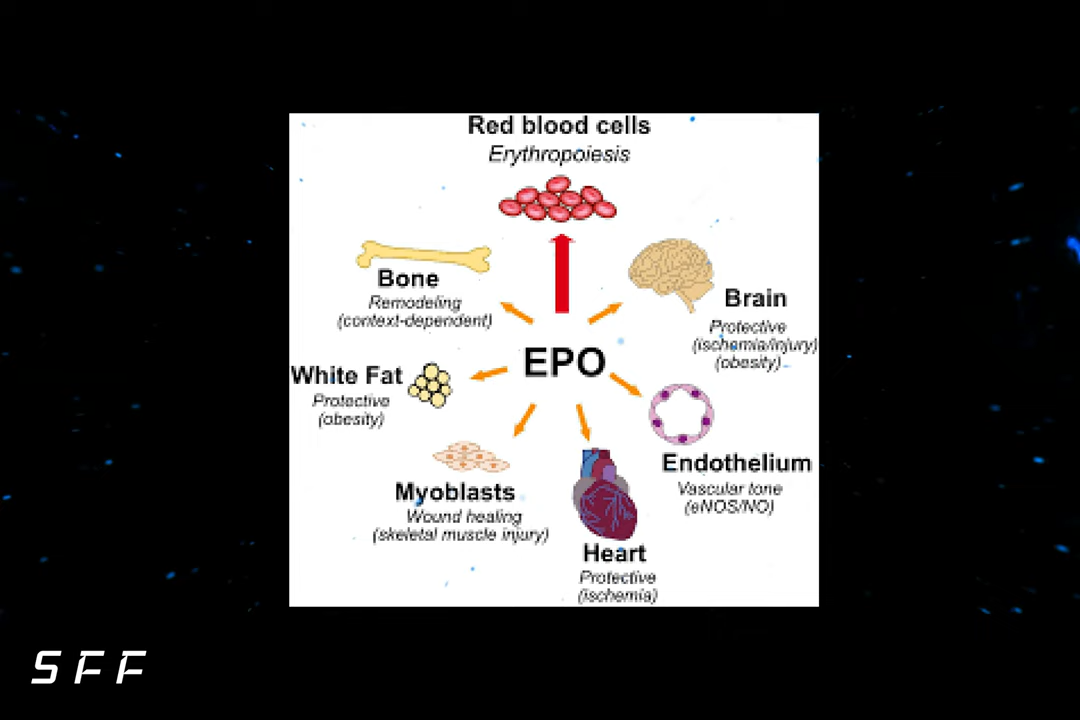 Red blood cells
Erythropoiesis
Bone
Remodeling
(context-dependent)
Brain
Protective
(ischemia/injury)
(obesity)
EPO
White Fat
Protective
(obesity)
Endothelium
Vascular tone
(eNOS/NO)
Myoblasts
Wound healing
(skeletal muscle injury)
Heart
Protective
(ischemia)
SFF